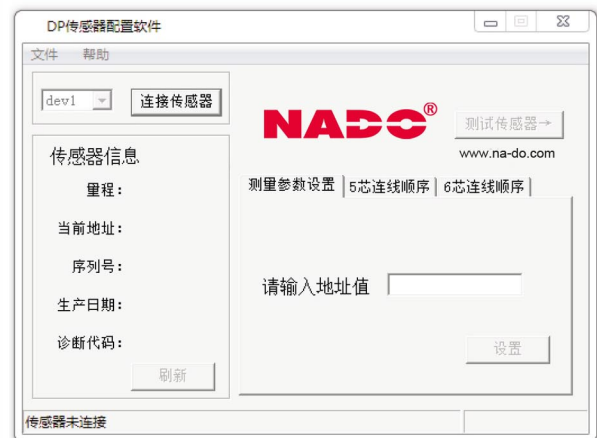 DP传感器配置软件
文件 帮助
dev1 连接传感器
NADO®
测试传感器→
www.na-do.com
传感器信息
量程：
当前地址：
序列号：
生产日期：
诊断代码：
刷新
测量参数设置 5芯连线顺序 6芯连线顺序
请输入地址值
设置
传感器未连接